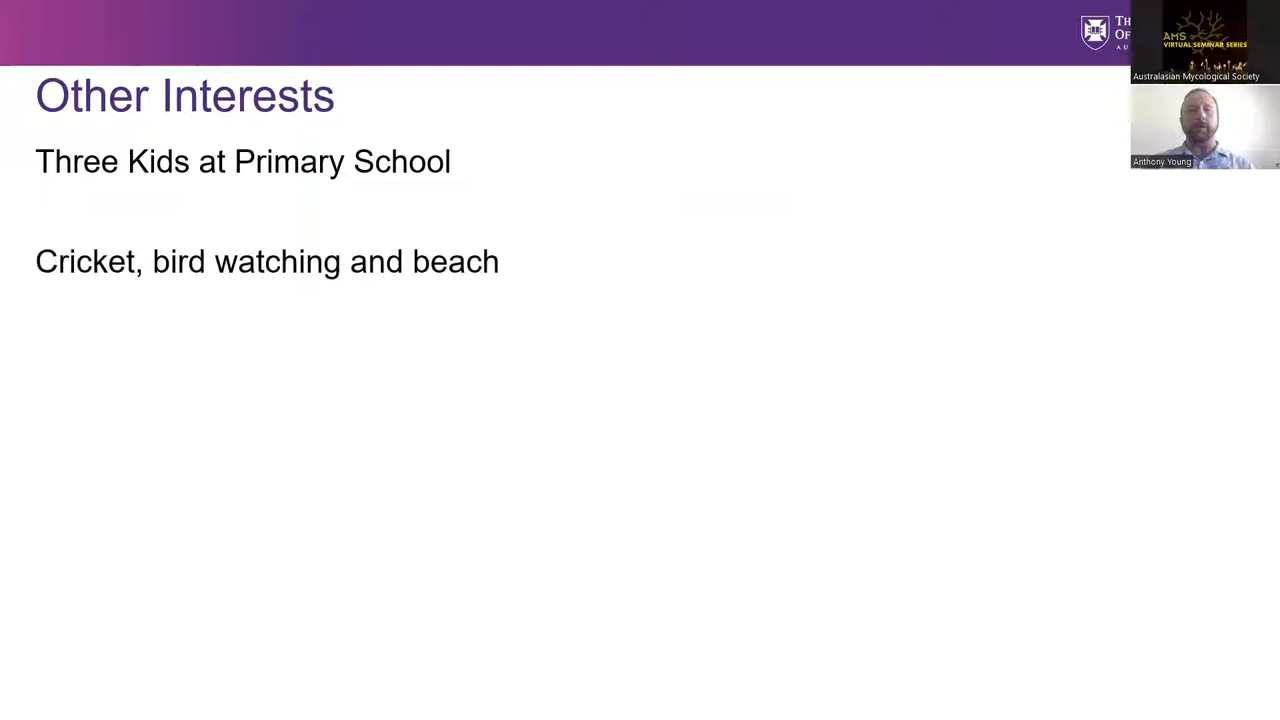 Other Interests
Three Kids at Primary School
Cricket, bird watching and beach
AMS
VIRTUAL SEMINAR SERIES
Australasian Mycological Society
Anthony Young